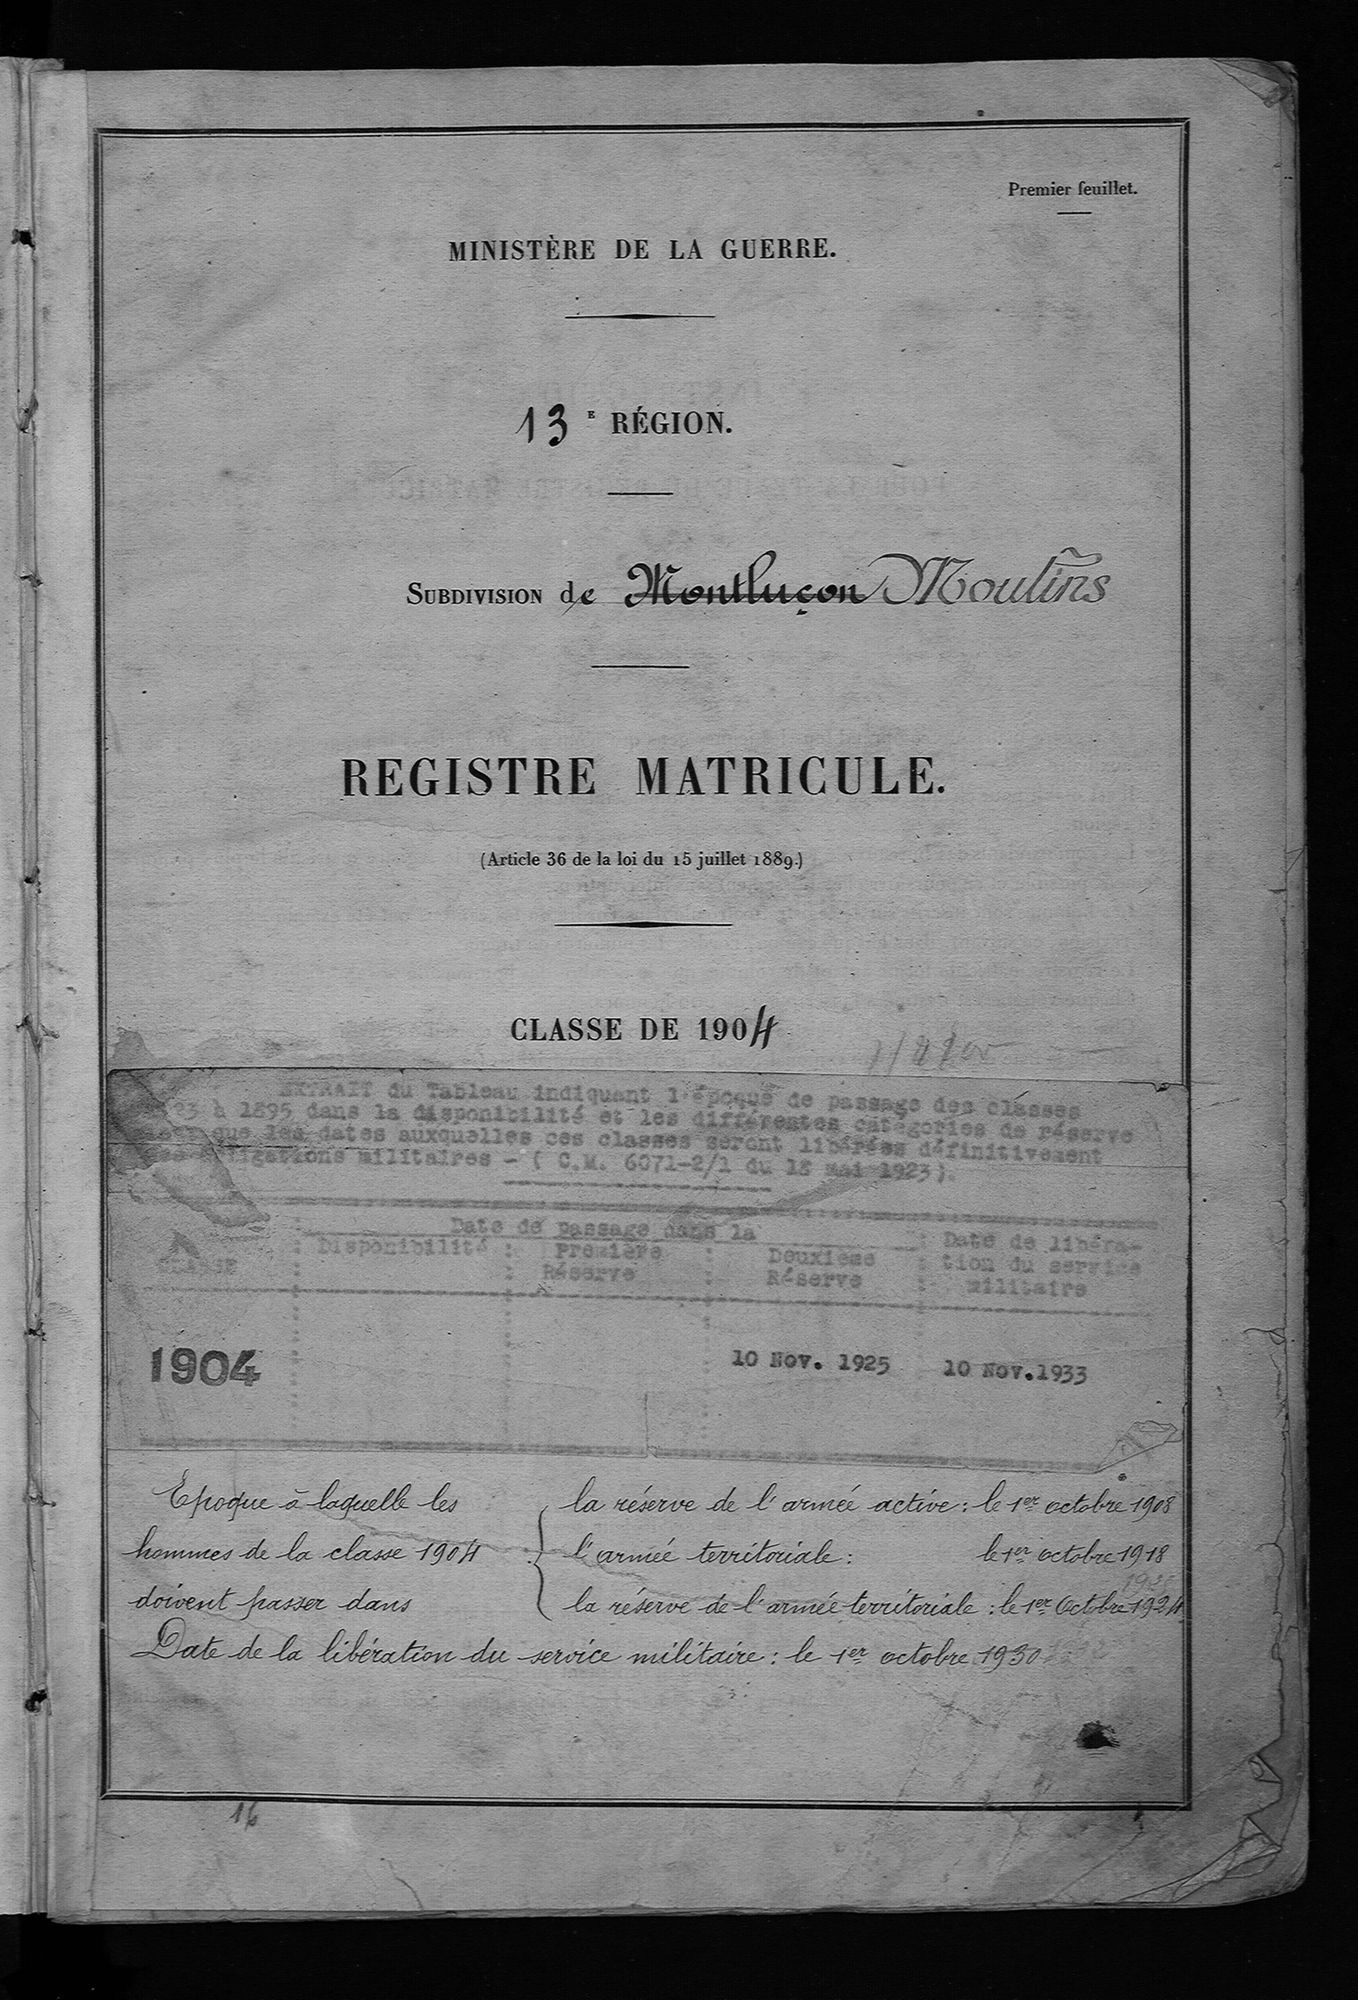 Premier feuillet.
MINISTÈRE DE LA GUERRE.
13E RÉGION.
SUBDIVISION de Montluçon Moulins
REGISTRE MATRICULE.
(Article 36 de la loi du 15 juillet 1889.)
CLASSE DE 1904
EXTRAIT du Tableau indiquant l'époque de passage des classes
à 1895 dans la disponibilité et les différentes catégories de réserve
que les dates auxquelles ces classes seront libérées définitivement
obligations militaires - ( C.M. 6071-2/1 du 18 mai 1923).
Date de passage dans la
CLASSE : Disponibilité : Première Réserve : Deuxième Réserve : Date de libéra-
tion du service
militaire
1904 10 Nov. 1925 10 Nov. 1933
Epoque à laquelle les la réserve de l'armée active : le 1er octobre 1908
hommes de la classe 1904 l'armée territoriale : le 1er octobre 1918
doivent passer dans la réserve de l'armée territoriale : le 1er Octobre 1924
Date de la libération du service militaire : le 1er octobre 1930
16